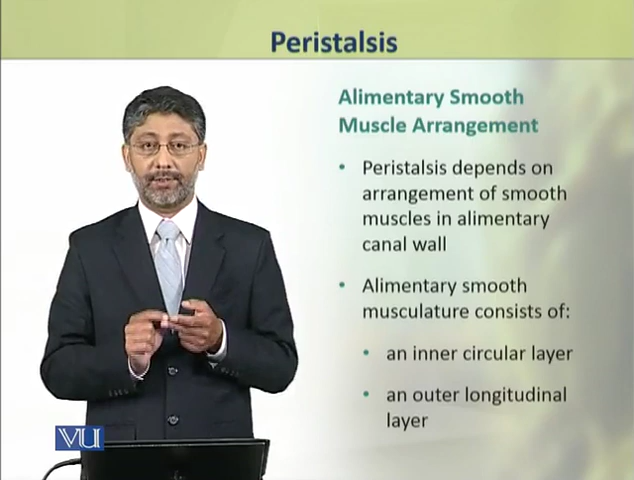 Peristalsis
Alimentary Smooth
Muscle Arrangement
• Peristalsis depends on
arrangement of smooth
muscles in alimentary
canal wall
• Alimentary smooth
musculature consists of:
• an inner circular layer
• an outer longitudinal
layer
VU